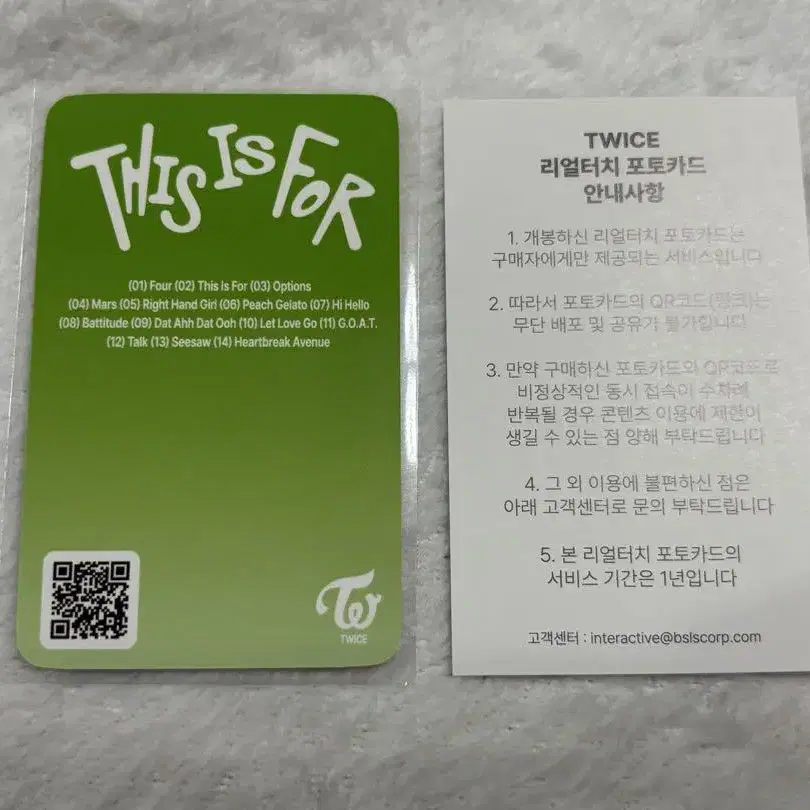 THIS IS FOR
(01) Four (02) This Is For (03) Options
(04) Mars (05) Right Hand Girl (06) Peach Gelato (07) Hi Hello
(08) Battitude (09) Dat Ahh Dat Ooh (10) Let Love Go (11) G.O.A.T.
(12) Talk (13) Seesaw (14) Heartbreak Avenue
TWICE
TWICE
리얼터치 포토카드
안내사항
1. 개봉하신 리얼터치 포토카드는
구매자에게만 제공되는 서비스입니다
2. 따라서 포토카드의 QR코드(링크)는
무단 배포 및 공유가 불가합니다
3. 만약 구매하신 포토카드의 QR코드로
비정상적인 동시 접속이 수차례
반복될 경우 콘텐츠 이용에 제한이
생길 수 있는 점 양해 부탁드립니다
4. 그 외 이용에 불편하신 점은
아래 고객센터로 문의 부탁드립니다
5. 본 리얼터치 포토카드의
서비스 기간은 1년입니다
고객센터 : interactive@bslscorp.com